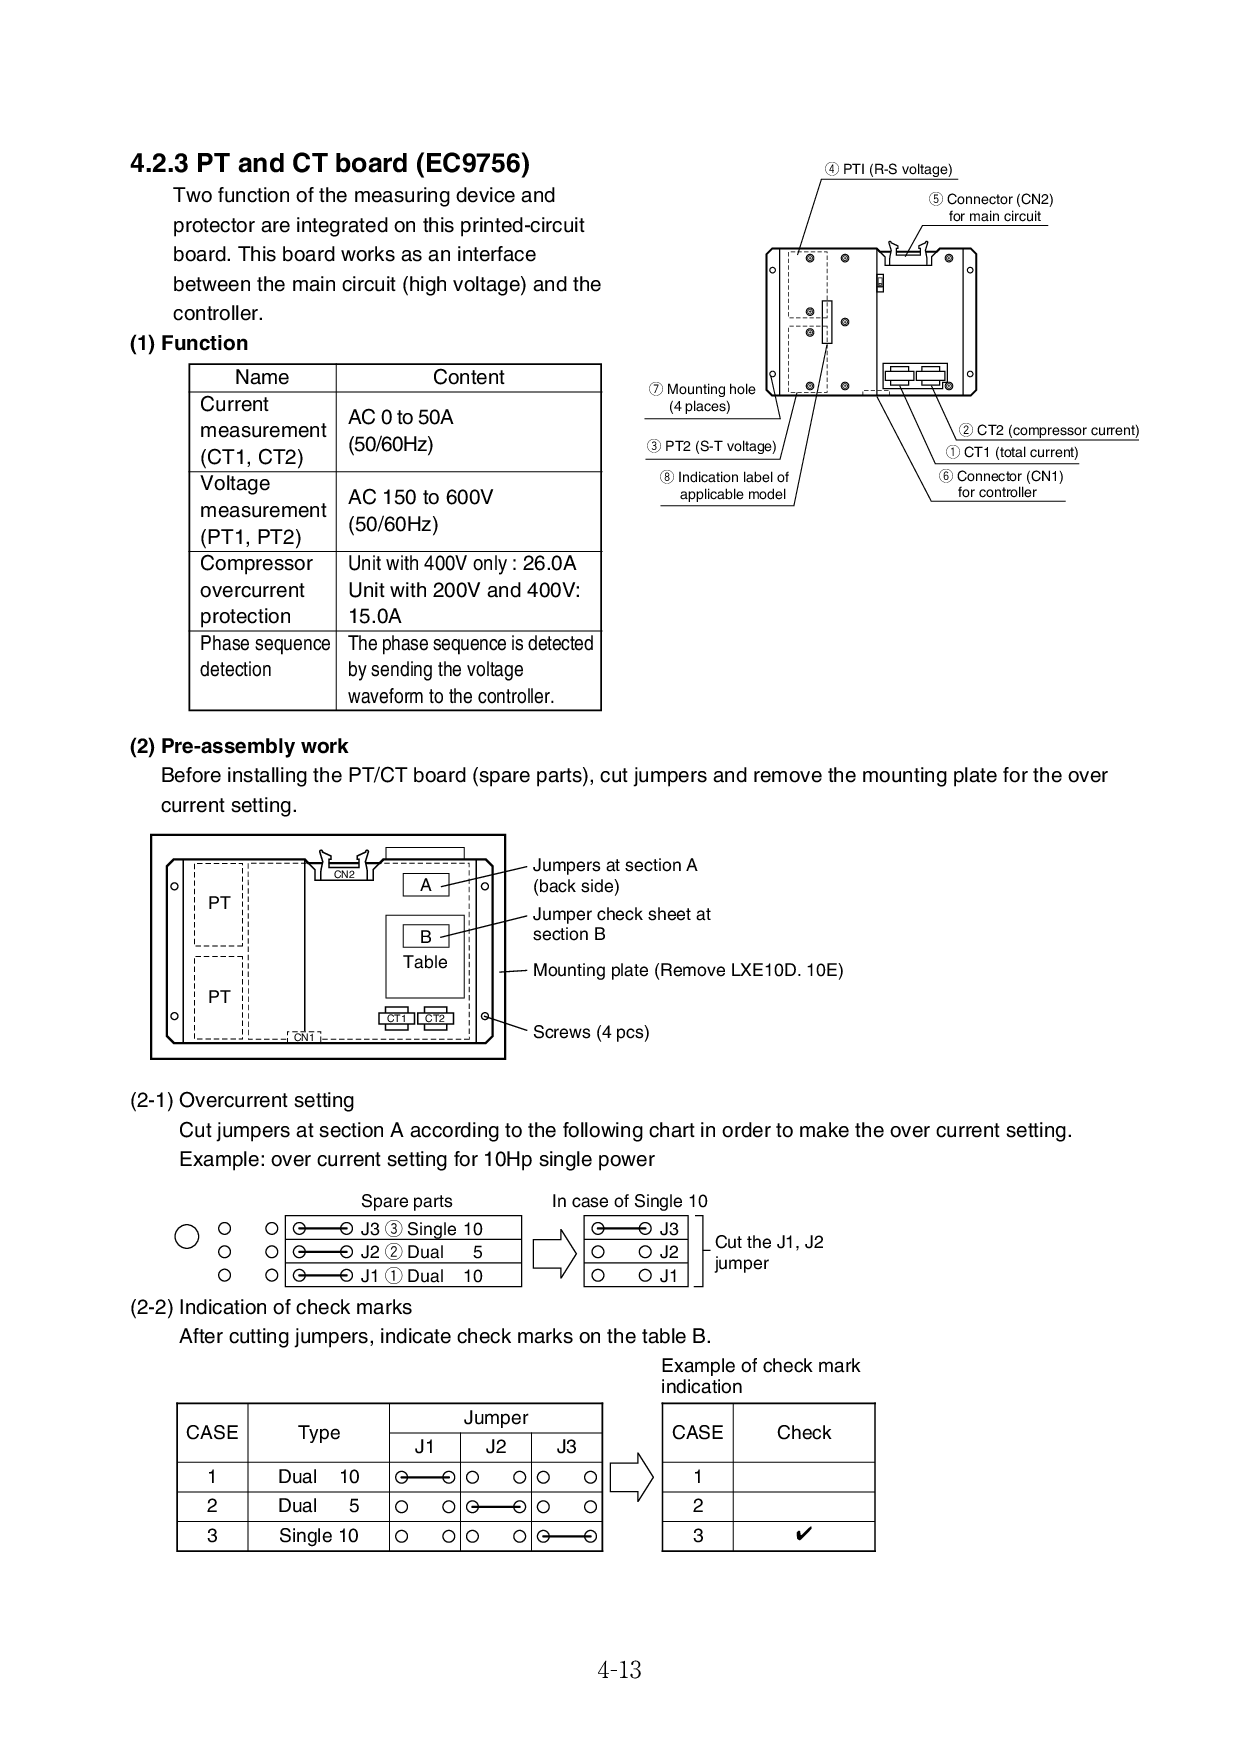 4.2.3 PT and CT board (EC9756)
Two function of the measuring device and
protector are integrated on this printed-circuit
board. This board works as an interface
between the main circuit (high voltage) and the
controller.
(1) Function
Name Content
Current
measurement
(CT1, CT2)
AC 0 to 50A
(50/60Hz)
Voltage
measurement
(PT1, PT2)
AC 150 to 600V
(50/60Hz)
Compressor
overcurrent
protection
Unit with 400V only : 26.0A
Unit with 200V and 400V:
15.0A
Phase sequence
detection
The phase sequence is detected
by sending the voltage
waveform to the controller.
④ PTI (R-S voltage)
⑤ Connector (CN2)
for main circuit
⑦ Mounting hole
(4 places)
③ PT2 (S-T voltage)
⑧ Indication label of
applicable model
② CT2 (compressor current)
① CT1 (total current)
⑥ Connector (CN1)
for controller
(2) Pre-assembly work
Before installing the PT/CT board (spare parts), cut jumpers and remove the mounting plate for the over
current setting.
PT
PT
CN2
A
B
Table
CT1 CT2
CN1
Jumpers at section A
(back side)
Jumper check sheet at
section B
Mounting plate (Remove LXE10D. 10E)
Screws (4 pcs)
(2-1) Overcurrent setting
Cut jumpers at section A according to the following chart in order to make the over current setting.
Example: over current setting for 10Hp single power
Spare parts
J3 ③ Single 10
J2 ② Dual 5
J1 ① Dual 10
In case of Single 10
J3
J2
J1
Cut the J1, J2
jumper
(2-2) Indication of check marks
After cutting jumpers, indicate check marks on the table B.
Example of check mark
indication
CASE Type Jumper
J1 J2 J3
1 Dual 10
2 Dual 5
3 Single 10
CASE Check
1
2
3 ✔
4-13